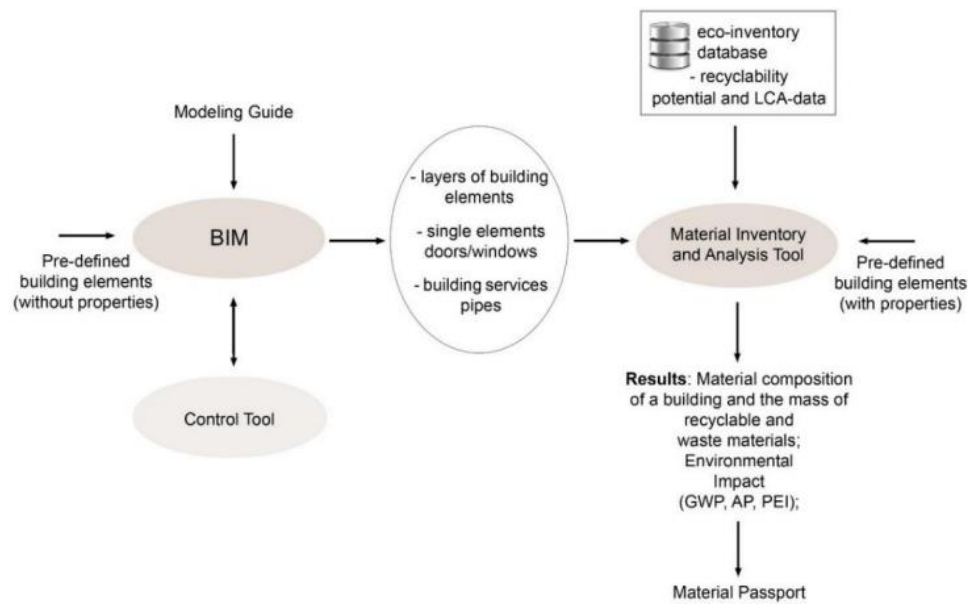 eco-inventory
database
- recyclability
potential and LCA-data
Modeling Guide
- layers of building
elements
- single elements
doors/windows
- building services
pipes
BIM
Material Inventory
and Analysis Tool
Pre-defined
building elements
(without properties)
Pre-defined
building elements
(with properties)
Control Tool
Results: Material composition
of a building and the mass of
recyclable and
waste materials;
Environmental
Impact
(GWP, AP, PEI);
Material Passport